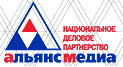 НАЦИОНАЛЬНОЕ
ДЕЛОВОЕ
ПАРТНЕРСТВО
альянсмедиа